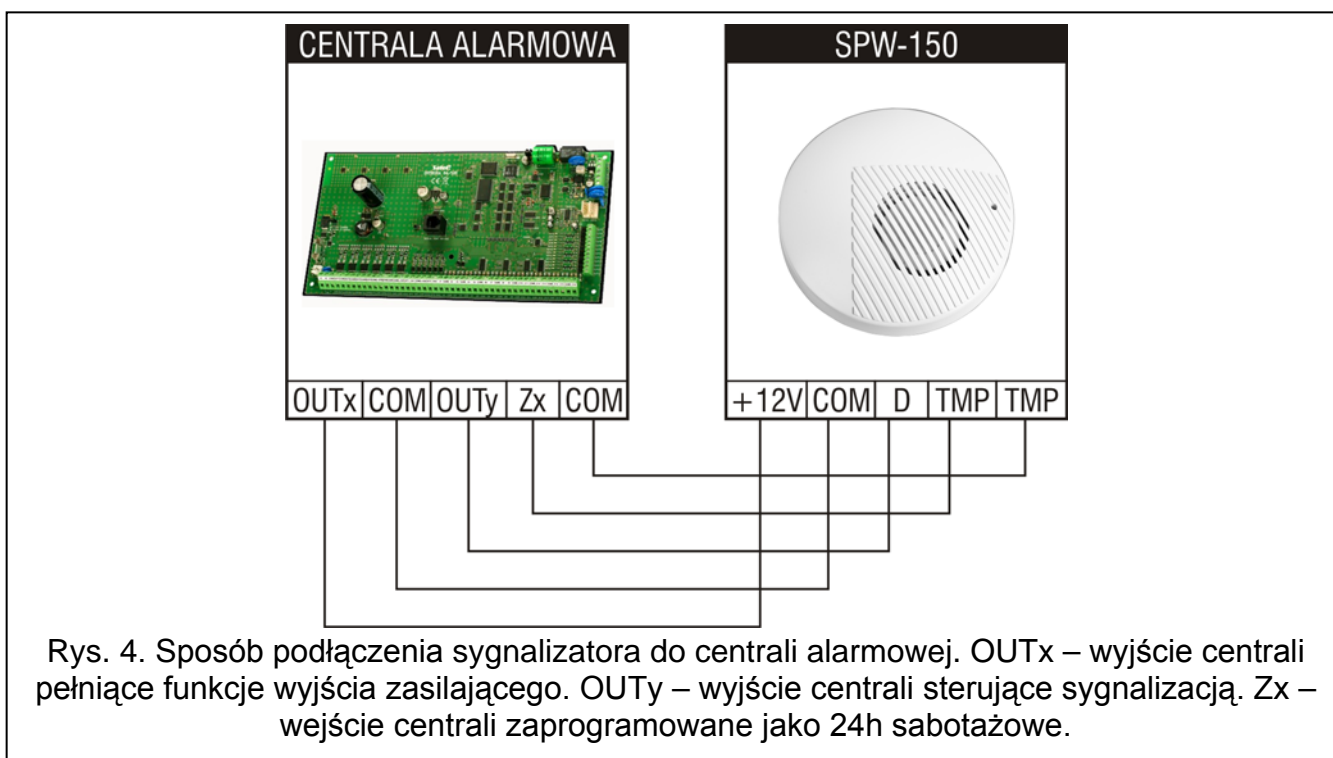 CENTRALA ALARMOWA
SPW-150
OUTx COM OUTy Zx COM
+12V COM D TMP TMP
Rys. 4. Sposób podłączenia sygnalizatora do centrali alarmowej. OUTx – wyjście centrali
pełniące funkcje wyjścia zasilającego. OUTy – wyjście centrali sterujące sygnalizacją. Zx –
wejście centrali zaprogramowane jako 24h sabotażowe.